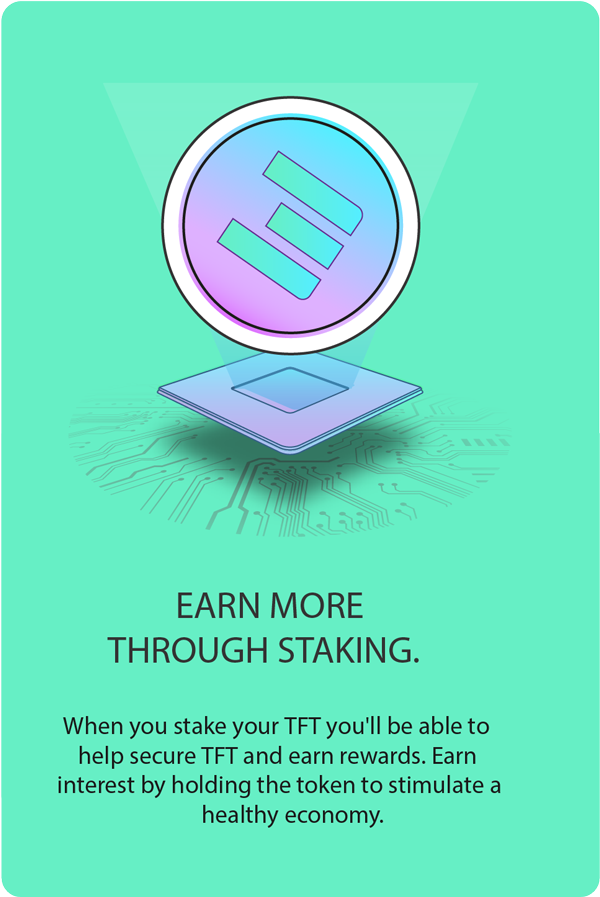 EARN MORE
THROUGH STAKING.
When you stake your TFT you'll be able to
help secure TFT and earn rewards. Earn
interest by holding the token to stimulate a
healthy economy.